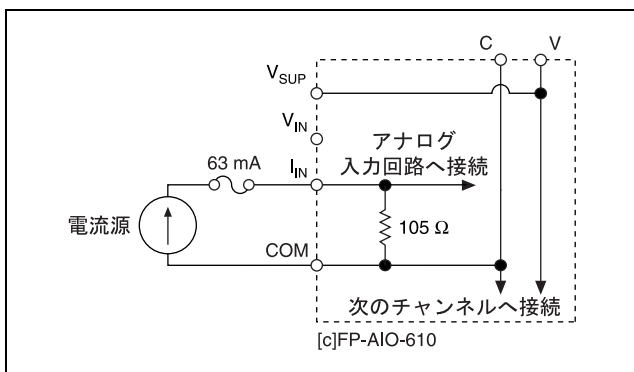 C
V
VSUP
VIN
アナログ
入力回路へ接続
63 mA
IIN
電流源
105 Ω
COM
次のチャンネルへ接続
[c]FP-AIO-610